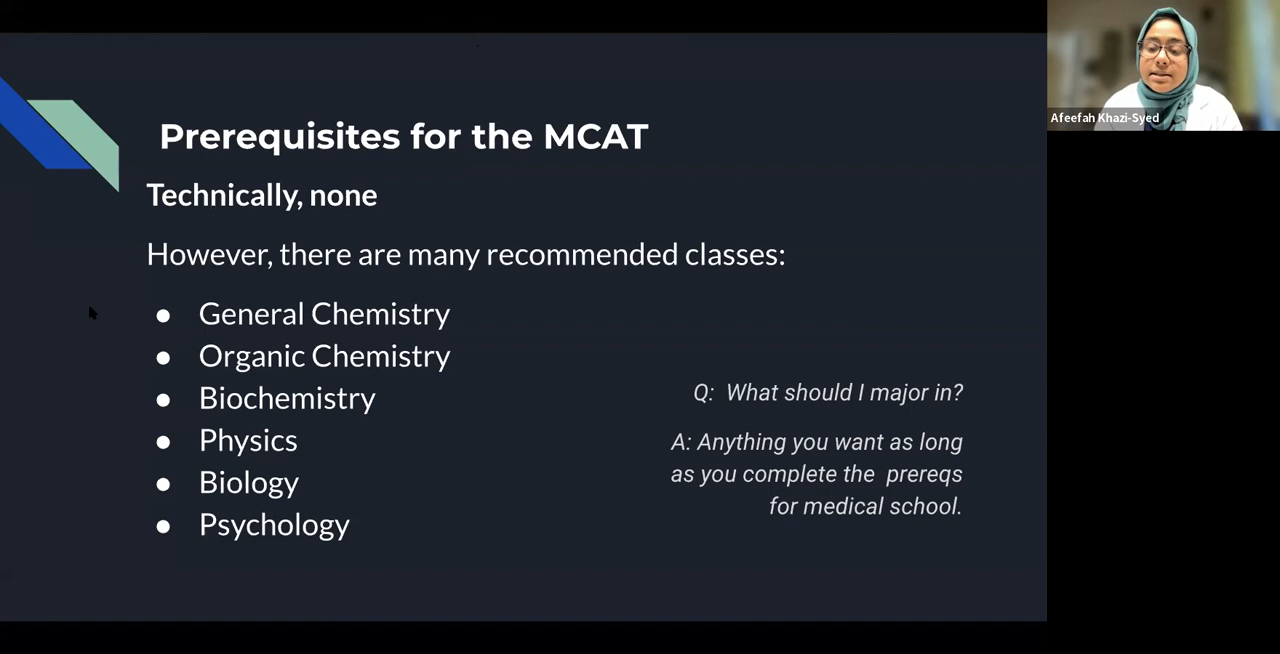 Prerequisites for the MCAT
Technically, none
However, there are many recommended classes:
● General Chemistry
● Organic Chemistry
● Biochemistry
● Physics
● Biology
● Psychology
Q:  What should I major in?
A: Anything you want as long
as you complete the  prereqs
for medical school.
Afeefah Khazi-Syed